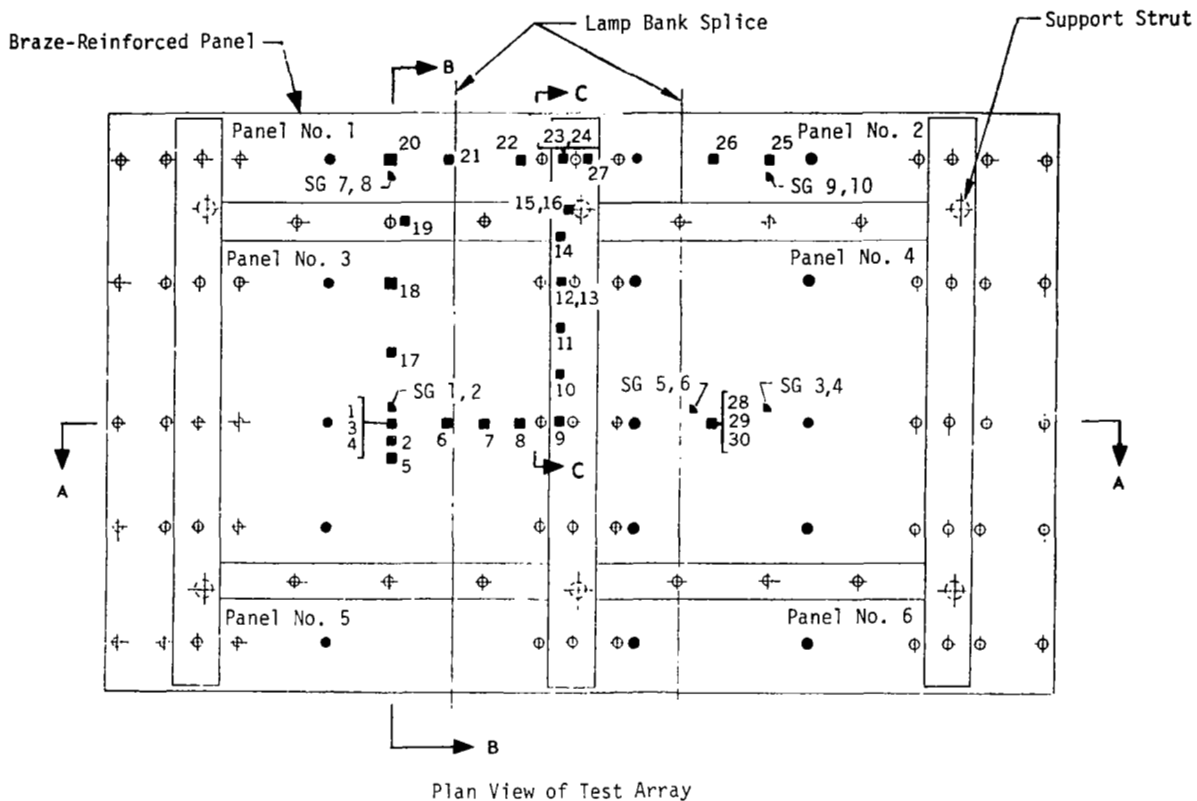 Lamp Bank Splice
Support Strut
Braze-Reinforced Panel
B
C
Panel No. 1
20
21
22
23,24
27
26
25
Panel No. 2
SG 7,8
SG 9,10
15,16
19
14
Panel No. 3
Panel No. 4
18
12,13
11
17
10
SG 1,2
SG 5,6
SG 3,4
1
3
4
2
5
6
7
8
9
28
29
30
C
A
A
Panel No. 5
Panel No. 6
B
Plan View of Test Array